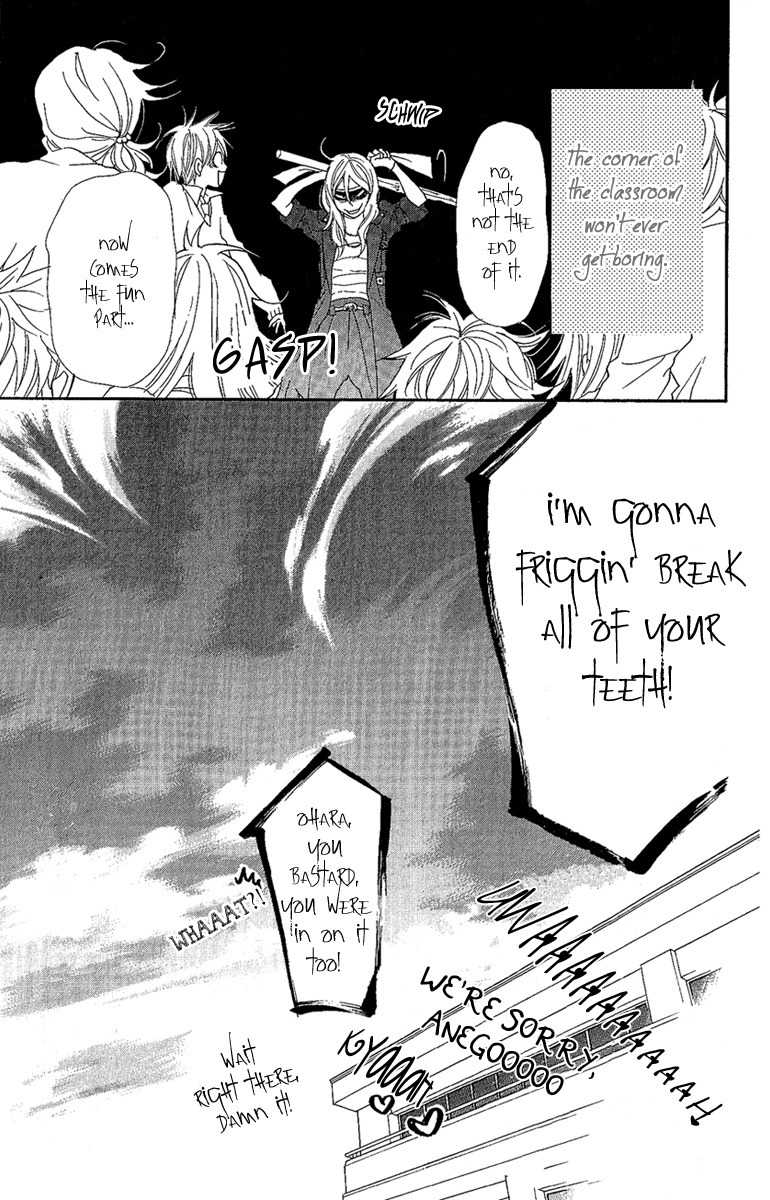 The corner of
the classroom
won't ever
get boring.
no,
that's
not the
end
of it.
SCHWIP
now
comes
the fun
part...
GASP!
i'm gonna
friggin' break
all of your
teeth!
ohara,
you
bastard,
you were
in on it
too!
WHAAAT?!
UWAAAAAAAAAAAAAH!
WE'RE SORRY,
ANEGOOOOO
KYAAAA
wait
right there,
damn it!